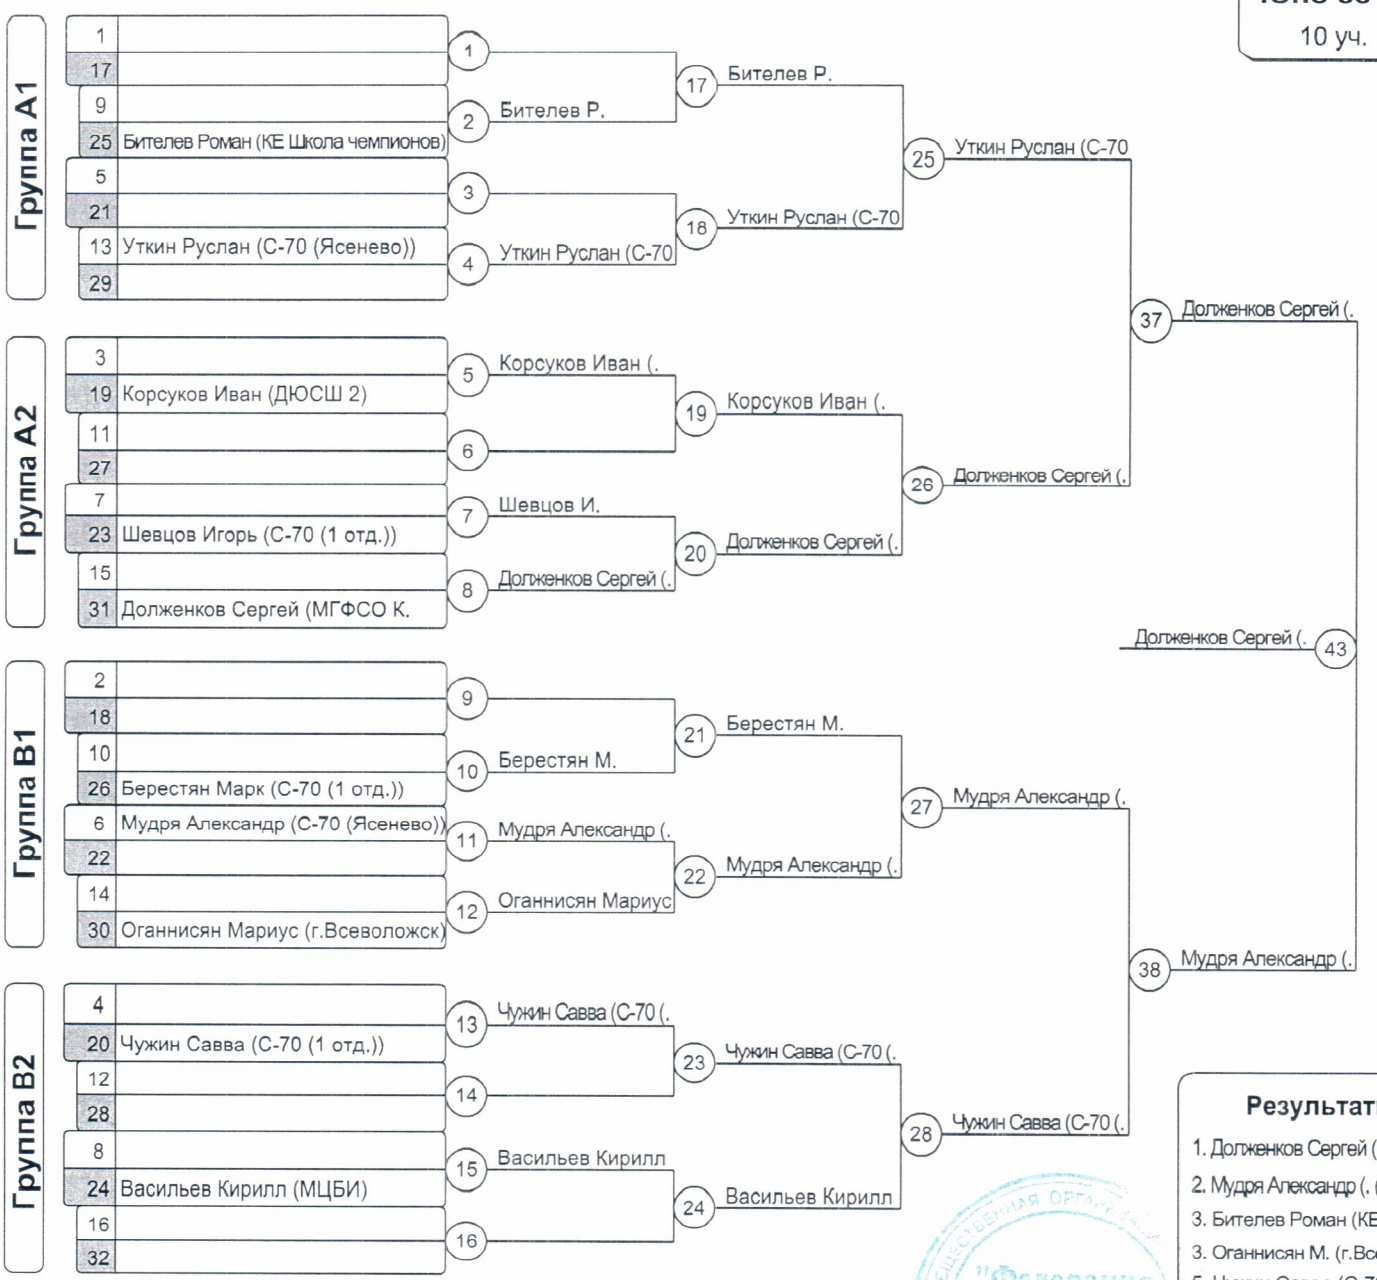 10 уч.
Группа A1
1
17
9
25 Бителев Роман (КЕ Школа чемпионов)
5
21
13 Уткин Руслан (С-70 (Ясенево))
29
1
2 Бителев Р.
3
4 Уткин Руслан (С-70
17 Бителев Р.
18 Уткин Руслан (С-70
25 Уткин Руслан (С-70
Группа A2
3
19 Корсуков Иван (ДЮСШ 2)
11
27
7
23 Шевцов Игорь (С-70 (1 отд.))
15
31 Долженков Сергей (МГФСО К.
5 Корсуков Иван (.
6
7 Шевцов И.
8 Долженков Сергей (.
19 Корсуков Иван (.
20 Долженков Сергей (.
26 Долженков Сергей (.
37 Долженков Сергей (.
Долженков Сергей (. 43
Группа B1
2
18
10
26 Берестян Марк (С-70 (1 отд.))
6 Мудря Александр (С-70 (Ясенево))
22
14
30 Оганнисян Мариус (г.Всеволожск)
9
10 Берестян М.
11 Мудря Александр (.
12 Оганнисян Мариус
21 Берестян М.
22 Мудря Александр (.
27 Мудря Александр (.
38 Мудря Александр (.
Группа B2
4
20 Чужин Савва (С-70 (1 отд.))
12
28
8
24 Васильев Кирилл (МЦБИ)
16
32
13 Чужин Савва (С-70 (.
14
15 Васильев Кирилл
16
23 Чужин Савва (С-70 (.
24 Васильев Кирилл
28 Чужин Савва (С-70 (.
Результат
1. Долженков Сергей (
2. Мудря Александр (. (
3. Бителев Роман (КЕ
3. Оганнисян М. (г.Все